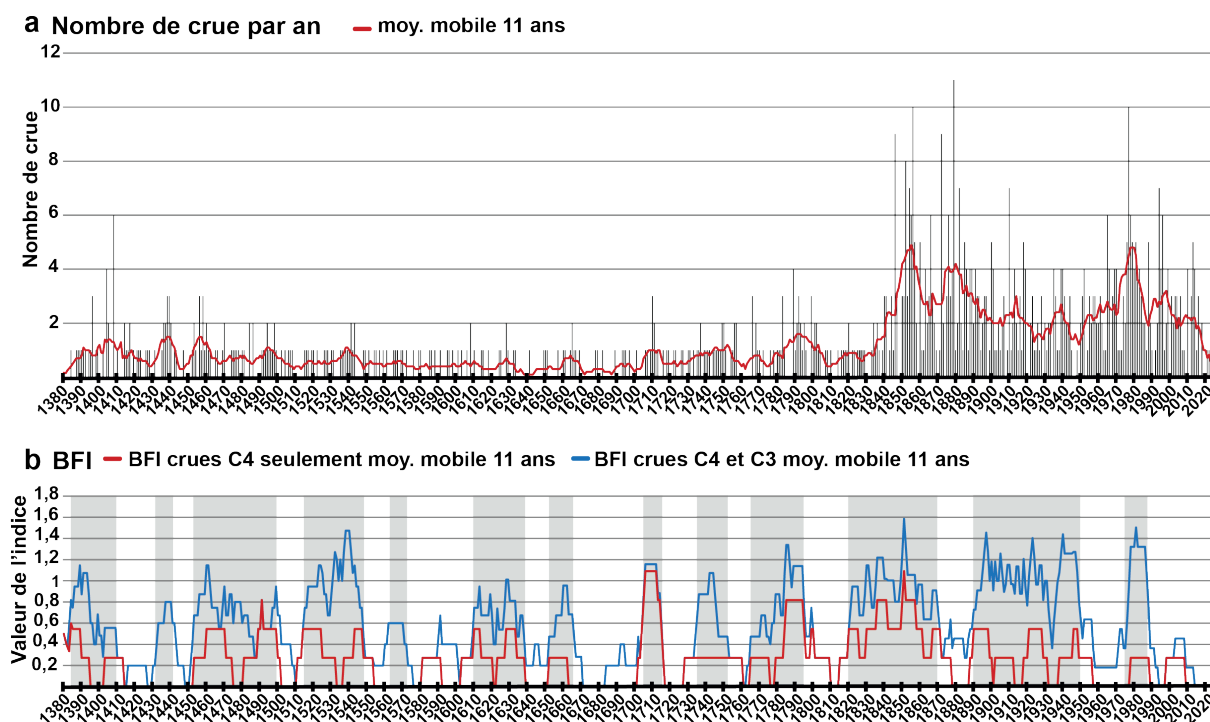 a Nombre de crue par an — moy. mobile 11 ans
Nombre de crue
12
10
8
6
4
2
1380 1390 1400 1410 1420 1430 1440 1450 1460 1470 1480 1490 1500 1510 1520 1530 1540 1550 1560 1570 1580 1590 1600 1610 1620 1630 1640 1650 1660 1670 1680 1690 1700 1710 1720 1730 1740 1750 1760 1770 1780 1790 1800 1810 1820 1830 1840 1850 1860 1870 1880 1890 1900 1910 1920 1930 1940 1950 1960 1970 1980 1990 2000 2010 2020
b BFI — BFI crues C4 seulement moy. mobile 11 ans — BFI crues C4 et C3 moy. mobile 11 ans
Valeur de l'indice
1,8
1,6
1,4
1,2
1
0,8
0,6
0,4
0,2
1380 1390 1400 1410 1420 1430 1440 1450 1460 1470 1480 1490 1500 1510 1520 1530 1540 1550 1560 1570 1580 1590 1600 1610 1620 1630 1640 1650 1660 1670 1680 1690 1700 1710 1720 1730 1740 1750 1760 1770 1780 1790 1800 1810 1820 1830 1840 1850 1860 1870 1880 1890 1900 1910 1920 1930 1940 1950 1960 1970 1980 1990 2000 2010